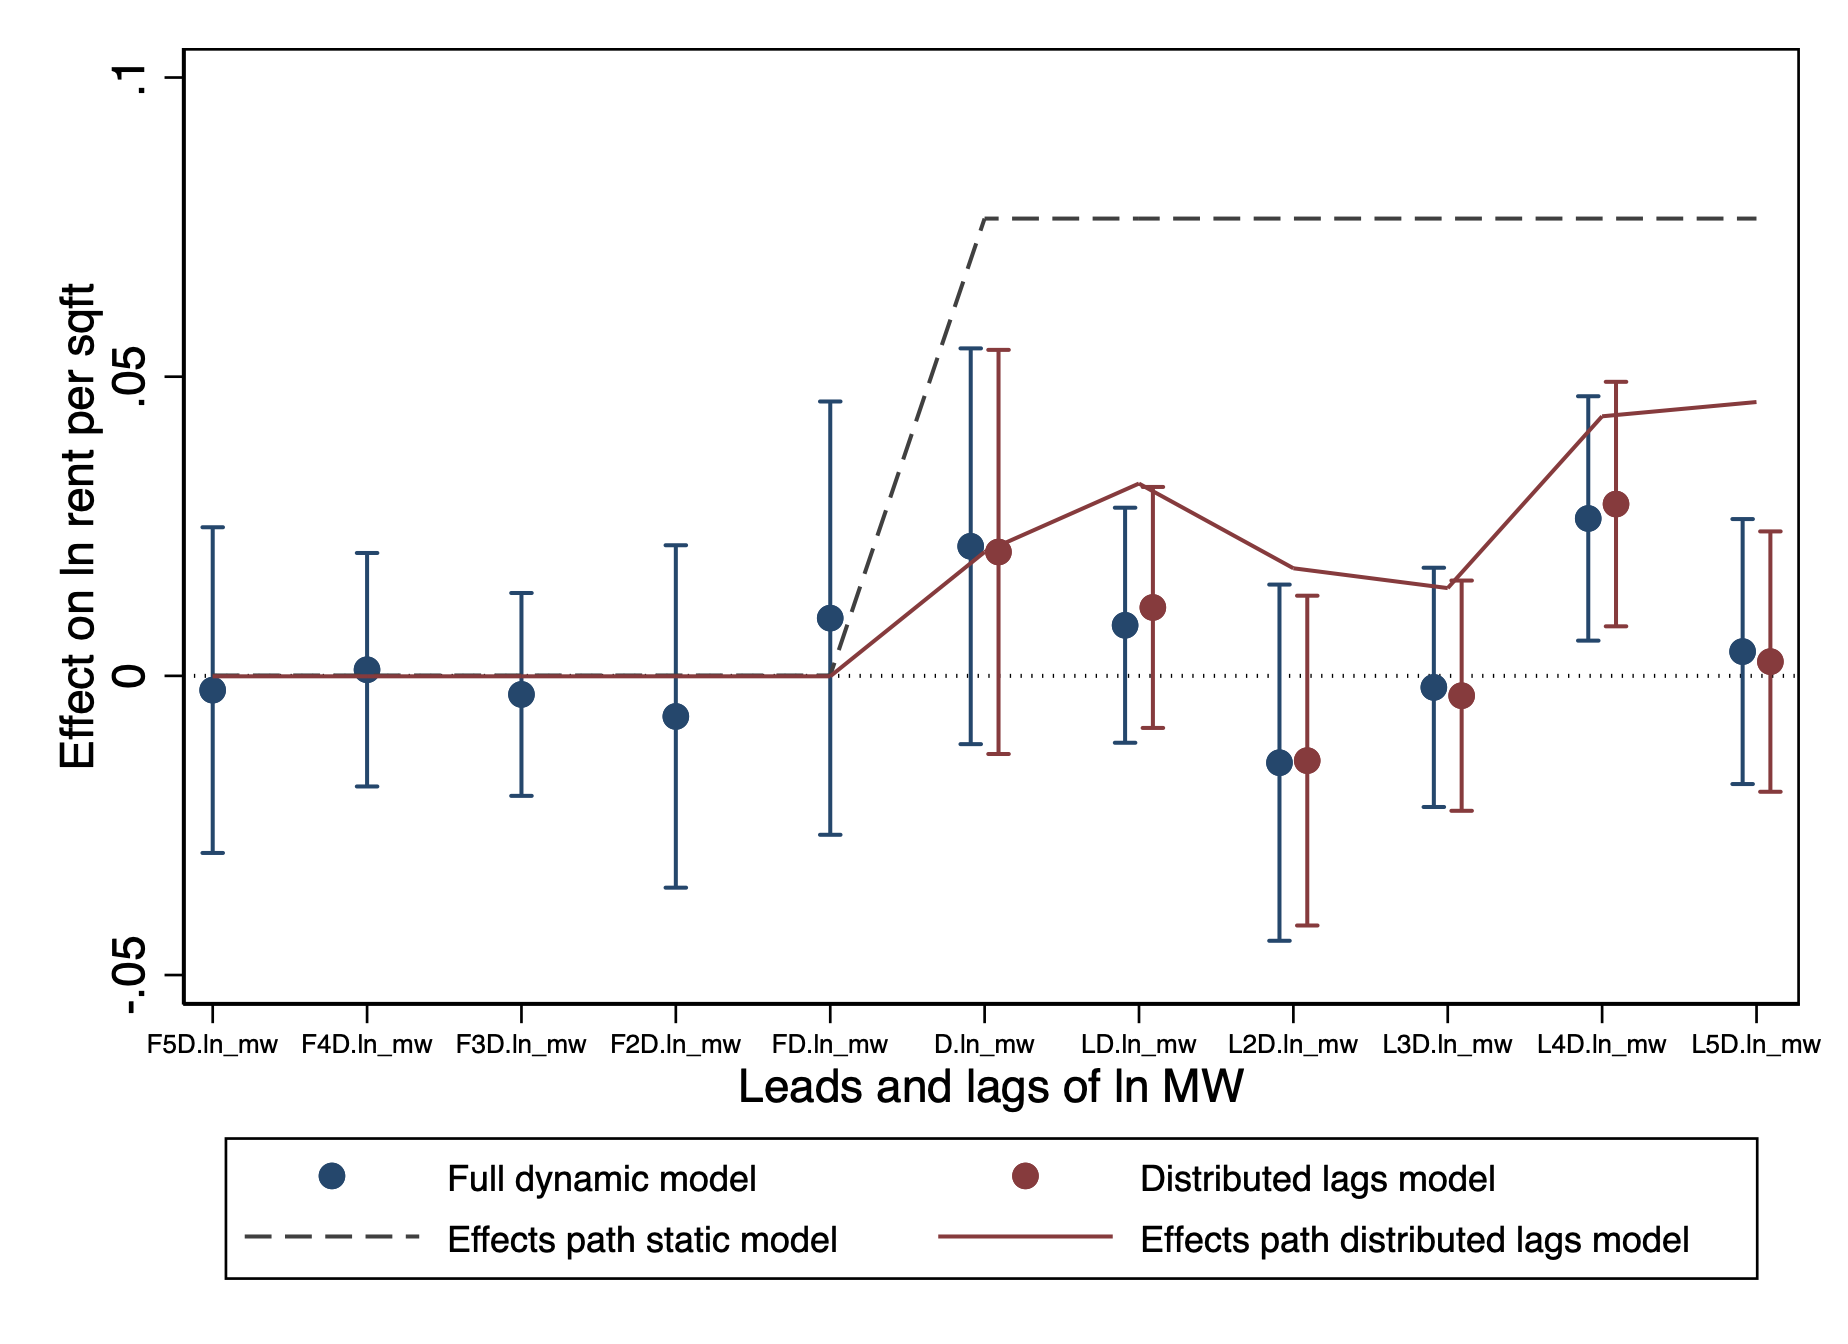 Effect on ln rent per sqft
.1
.05
0
-.05
F5D.ln_mw F4D.ln_mw F3D.ln_mw F2D.ln_mw FD.ln_mw D.ln_mw LD.ln_mw L2D.ln_mw L3D.ln_mw L4D.ln_mw L5D.ln_mw
Leads and lags of ln MW
Full dynamic model Distributed lags model
Effects path static model Effects path distributed lags model